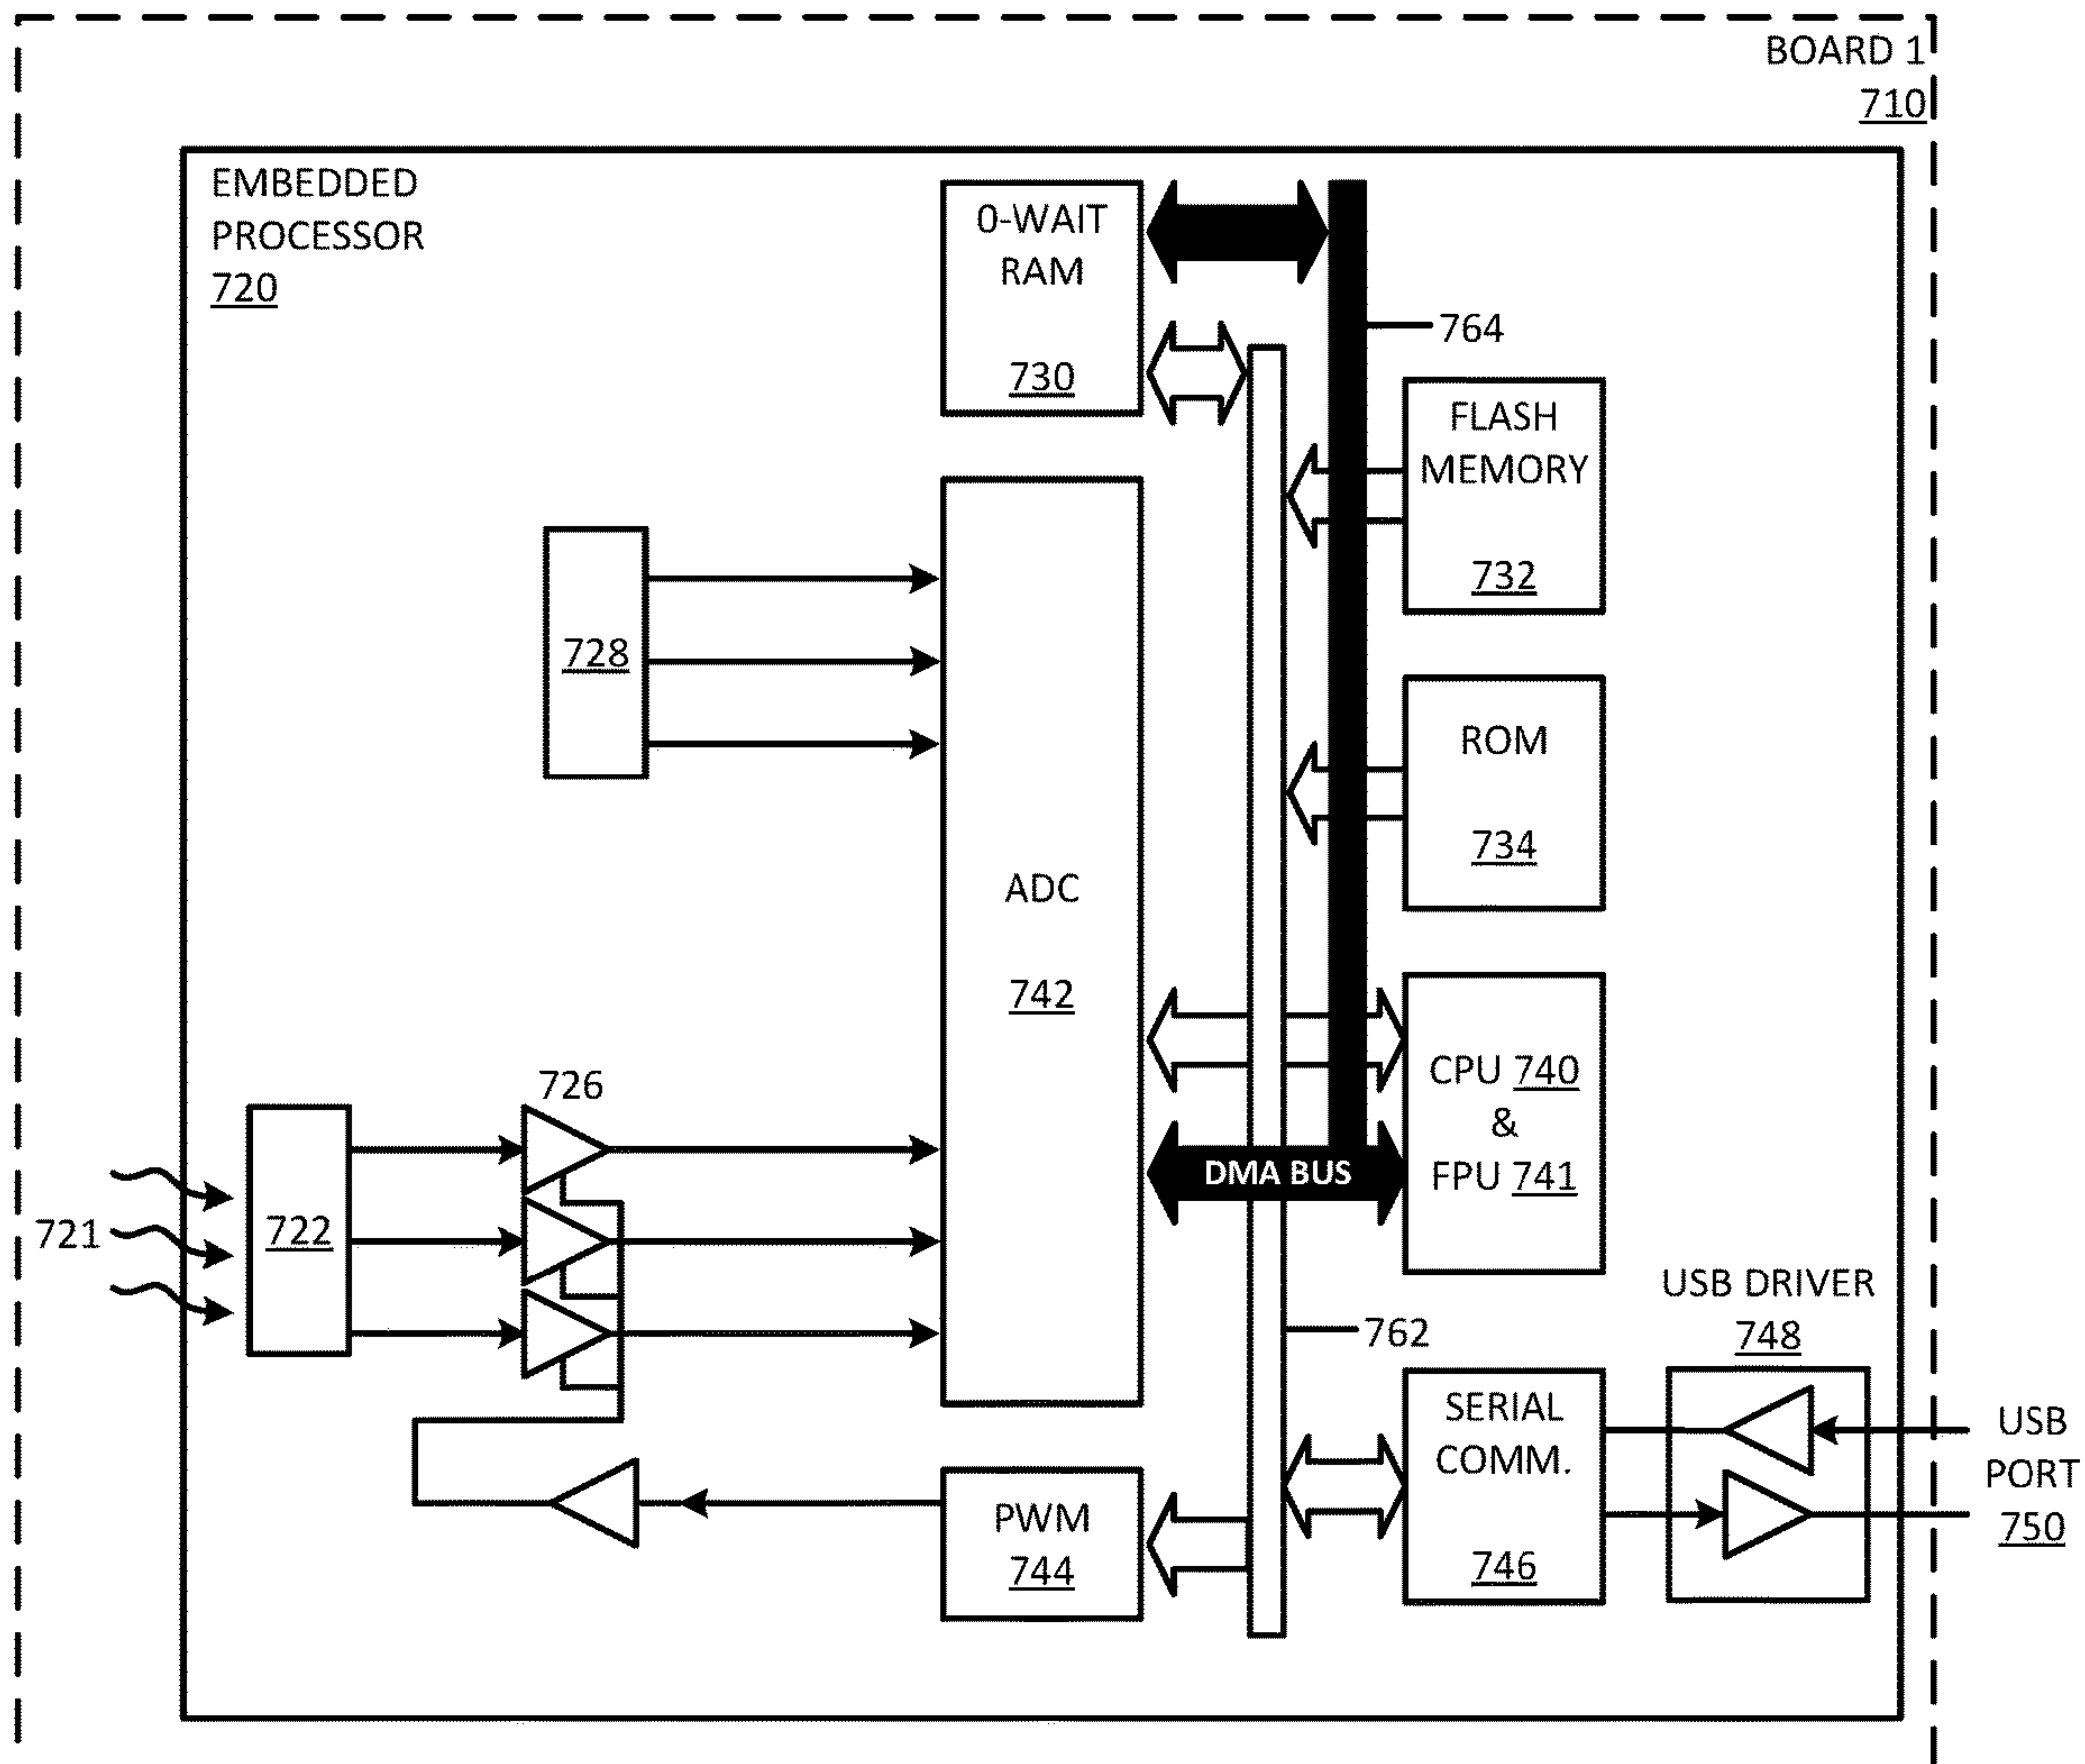 BOARD 1
710
EMBEDDED
PROCESSOR
720
0-WAIT
RAM
730
764
FLASH
MEMORY
732
728
ROM
734
ADC
742
726
CPU 740
&
FPU 741
DMA BUS
721
722
762
USB DRIVER
748
SERIAL
COMM.
746
USB
PORT
750
PWM
744